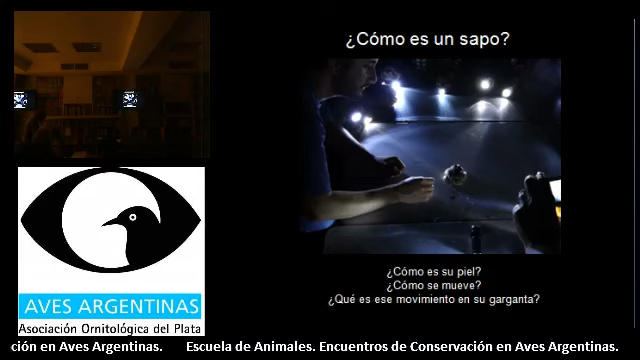 ¿Cómo es un sapo?
¿Cómo es su piel?
¿Cómo se mueve?
¿Qué es ese movimiento en su garganta?
AVES ARGENTINAS
Asociación Ornitológica del Plata
ción en Aves Argentinas. Escuela de Animales. Encuentros de Conservación en Aves Argentinas.